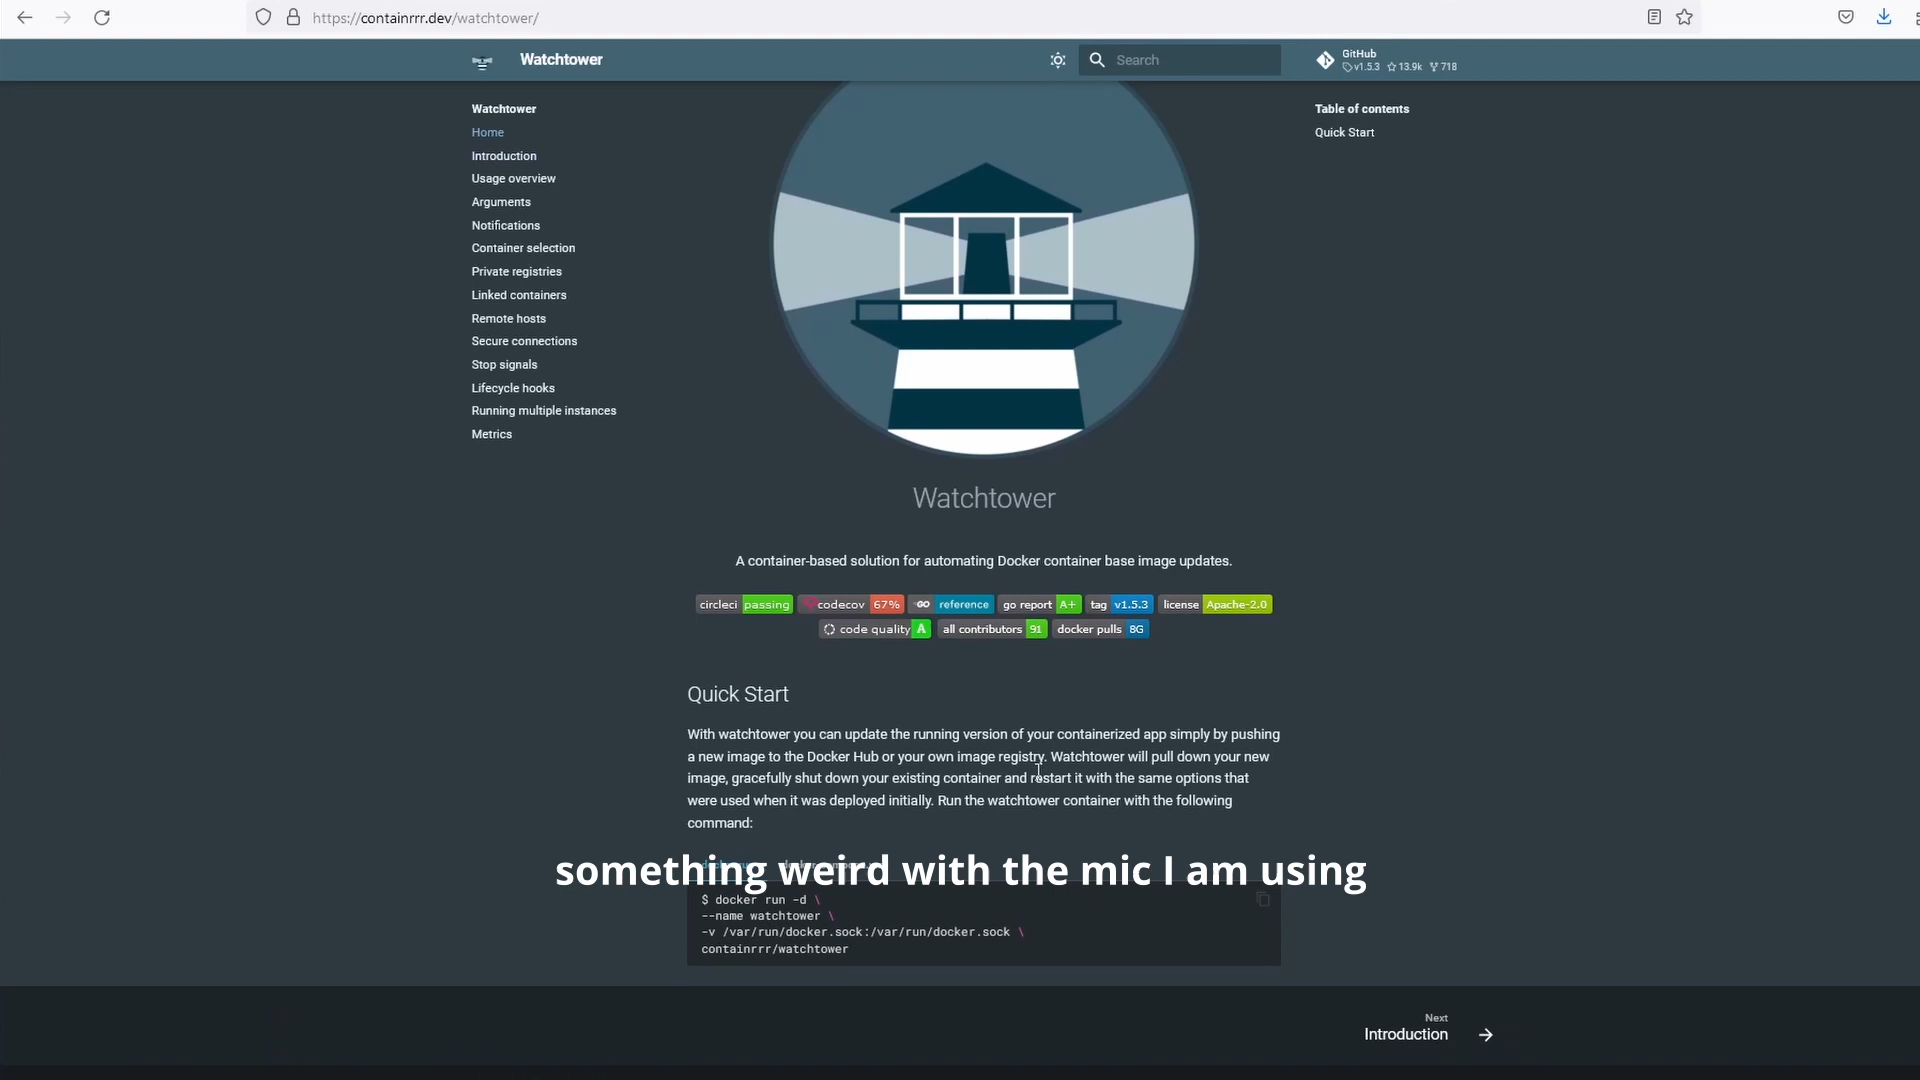 https://containrrr.dev/watchtower/
Watchtower
Search
GitHub
v1.5.3 13.9k 718
Watchtower
Home
Introduction
Usage overview
Arguments
Notifications
Container selection
Private registries
Linked containers
Remote hosts
Secure connections
Stop signals
Lifecycle hooks
Running multiple instances
Metrics
Table of contents
Quick Start
Watchtower
A container-based solution for automating Docker container base image updates.
circleci passing codecov 67% GO reference go report A+ tag v1.5.3 license Apache-2.0
code quality A all contributors 91 docker pulls 8G
Quick Start
With watchtower you can update the running version of your containerized app simply by pushing
a new image to the Docker Hub or your own image registry. Watchtower will pull down your new
image, gracefully shut down your existing container and restart it with the same options that
were used when it was deployed initially. Run the watchtower container with the following
command:
something weird with the mic I am using
$ docker run -d \
--name watchtower \
-v /var/run/docker.sock:/var/run/docker.sock \
containrrr/watchtower
Next
Introduction